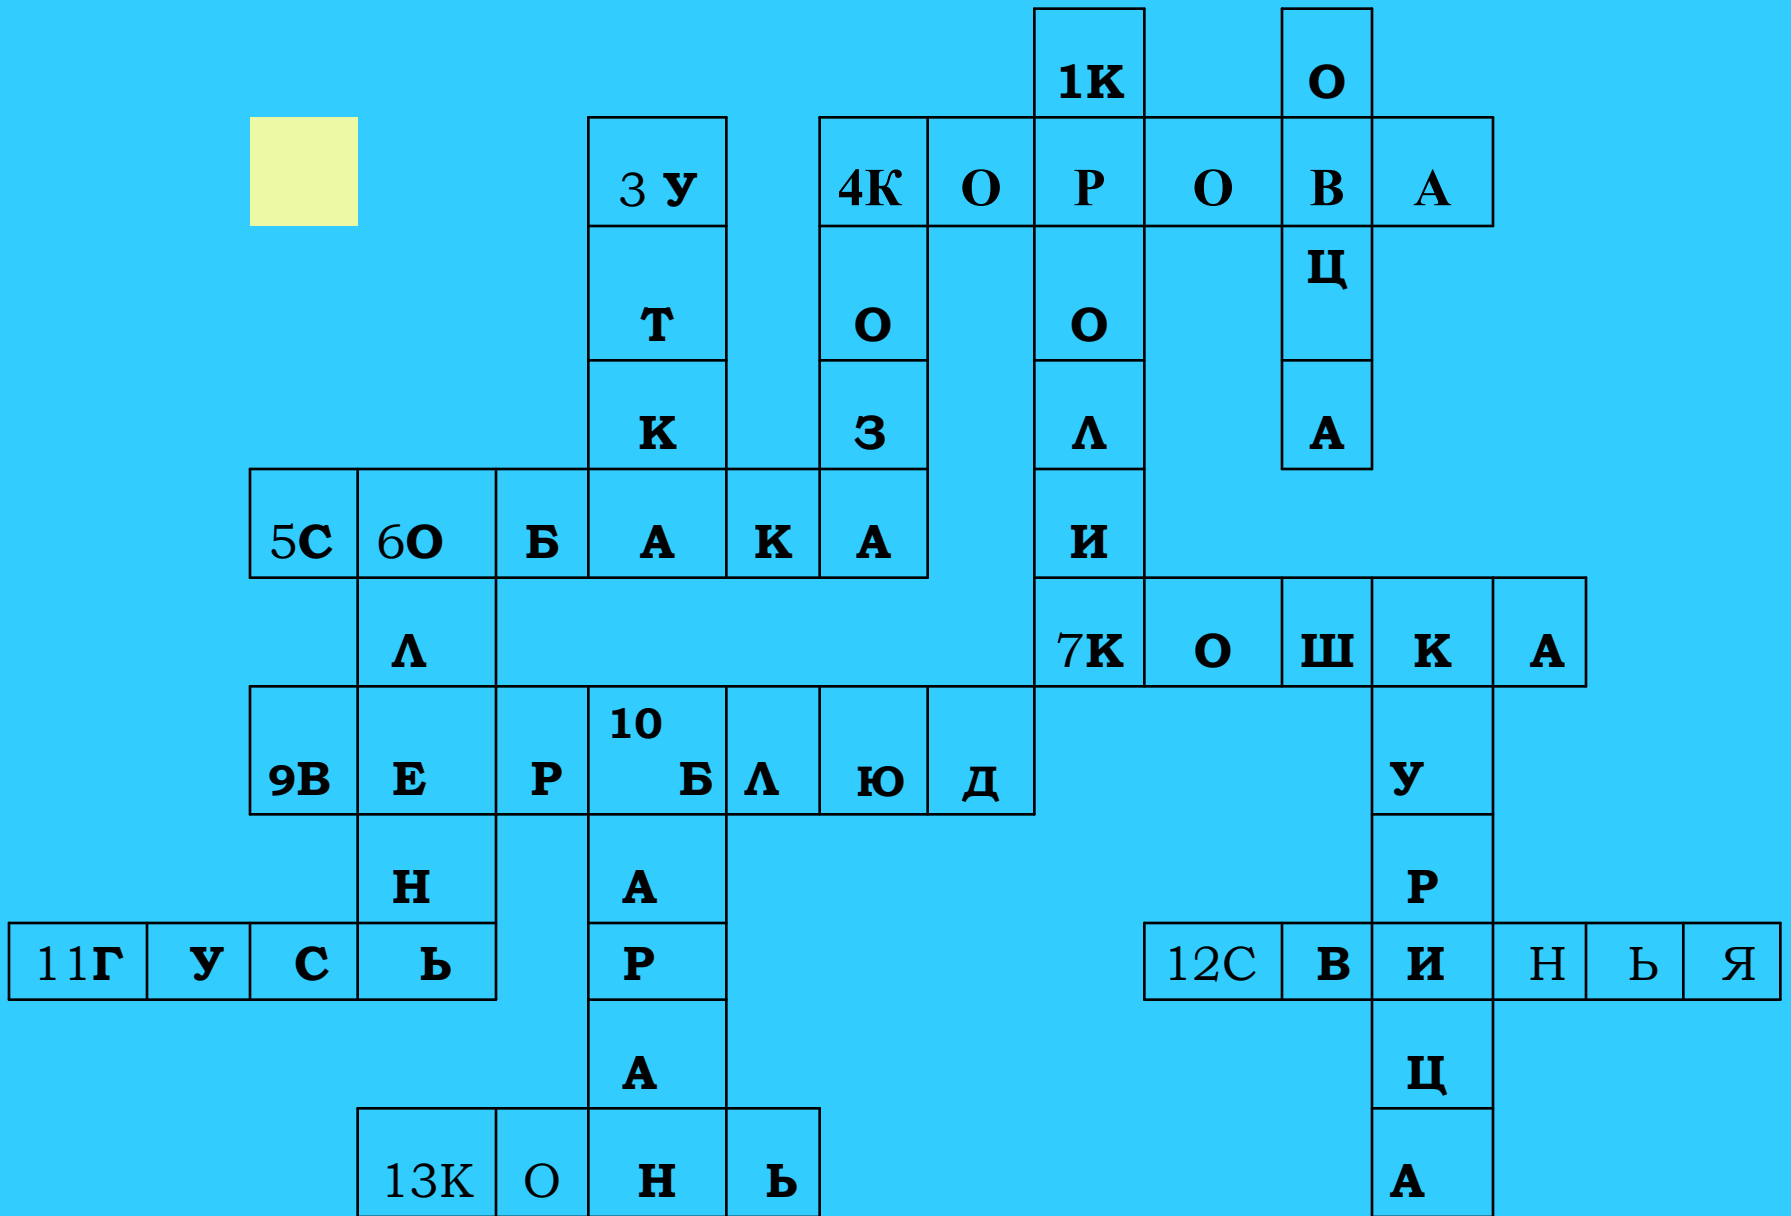 1К О
3 У 4К О Р О В А
Ц
Т О О
К З Л А
5С 6О Б А К А И
Л 7К О Ш К А
10
9В Е Р Б Л Ю Д У
Н А Р
11Г У С Ь Р 12С В И Н Ь Я
А Ц
13К О Н Ь А